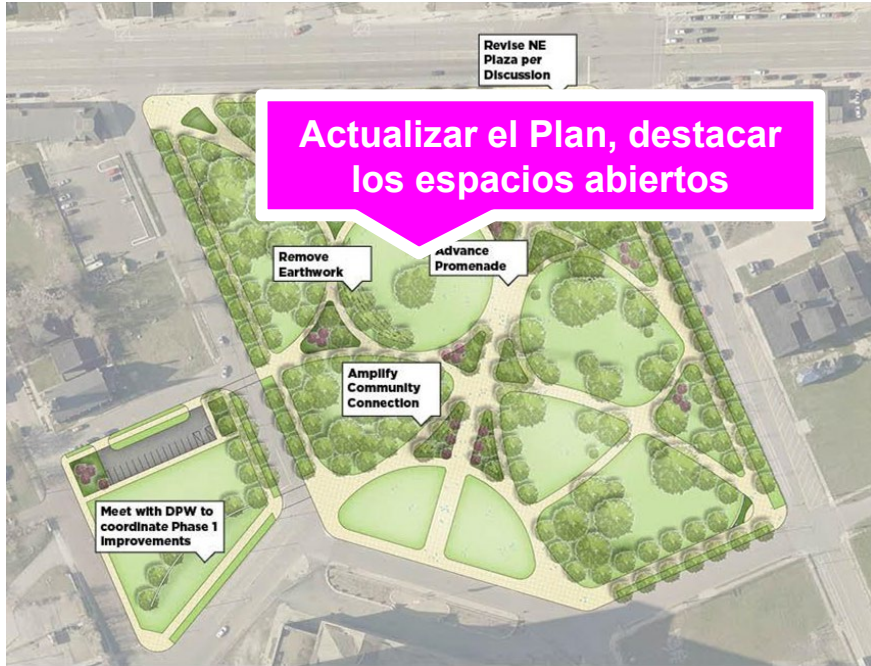 Revise NE
Plaza per
Discussion
Actualizar el Plan, destacar
los espacios abiertos
Remove
Earthwork
Advance
Promenade
Amplify
Community
Connection
Meet with DPW to
coordinate Phase 1
Improvements